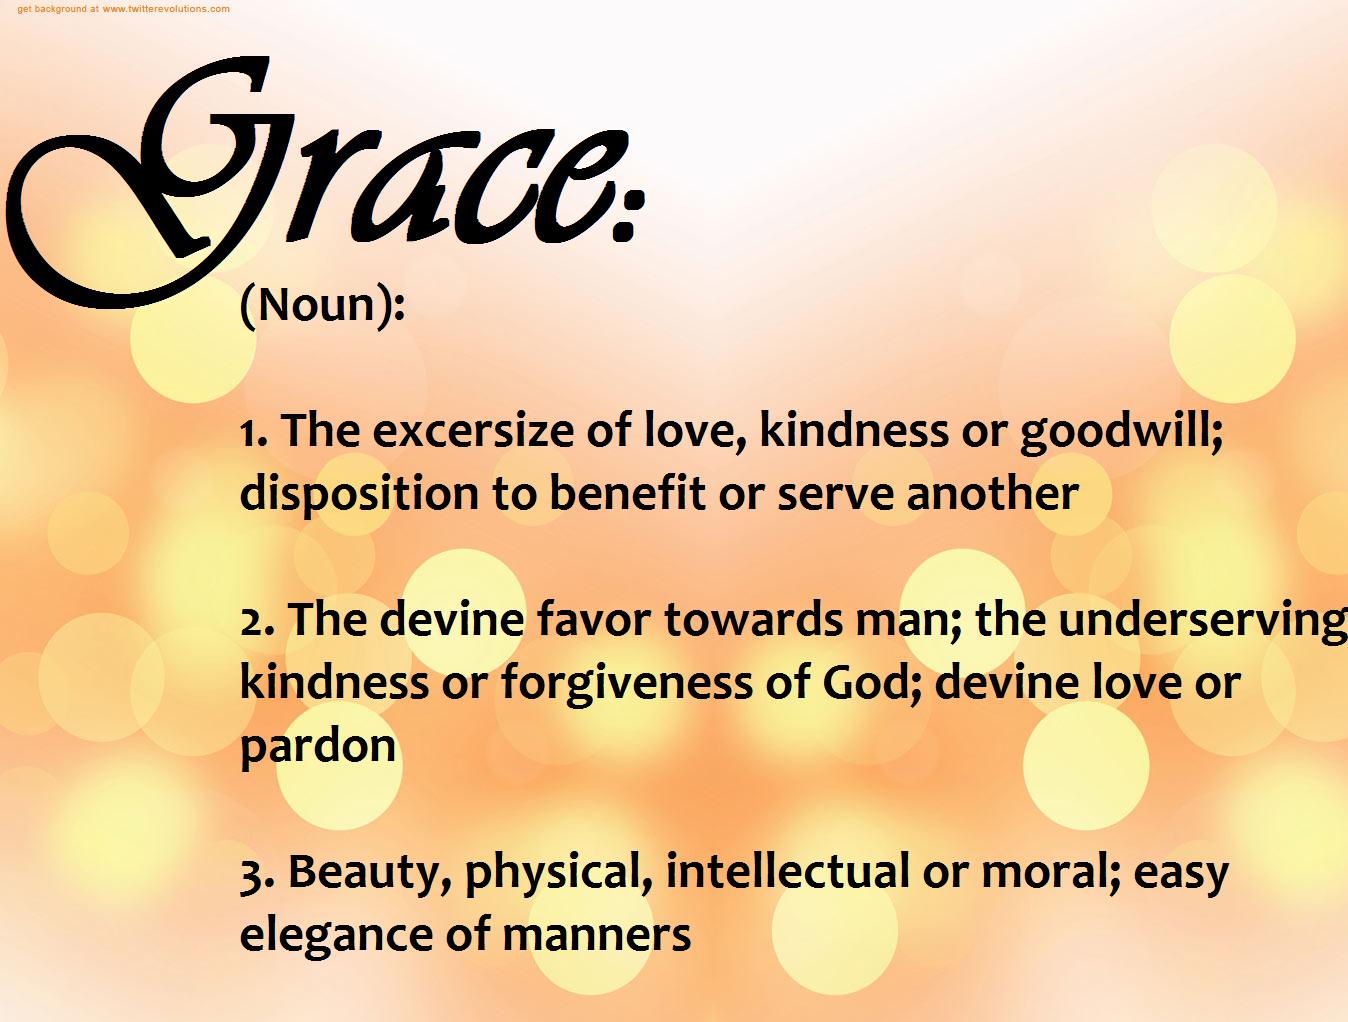 get background at www.twitterevolutions.com
Grace:
(Noun):
1. The excersize of love, kindness or goodwill;
disposition to benefit or serve another
2. The devine favor towards man; the underserving
kindness or forgiveness of God; devine love or
pardon
3. Beauty, physical, intellectual or moral; easy
elegance of manners